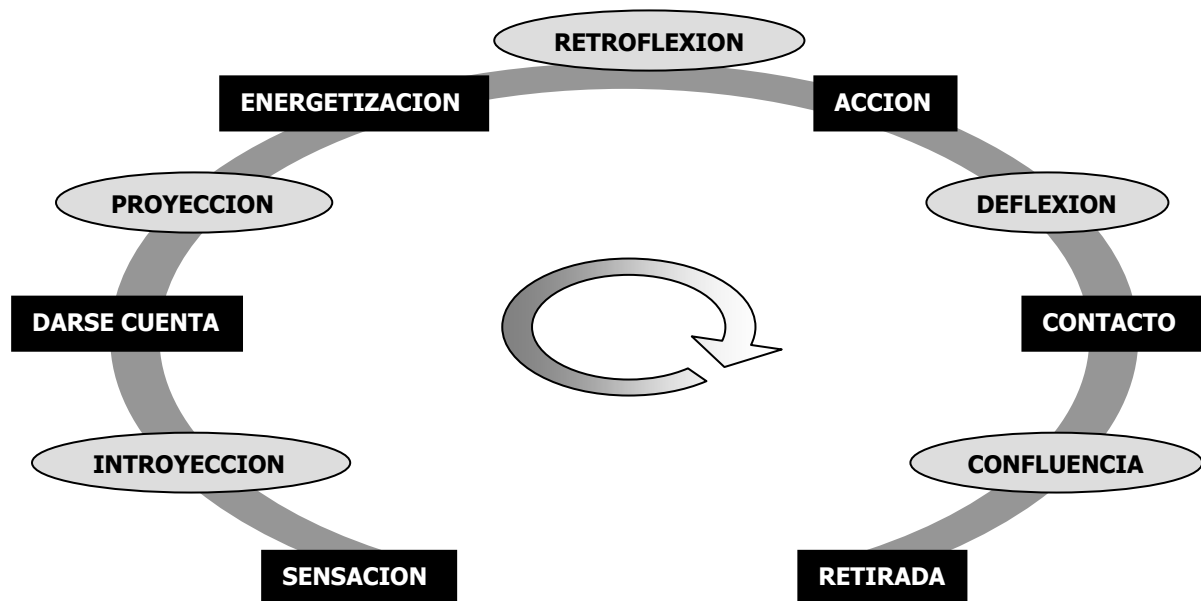 RETROFLEXION
ENERGETIZACION
ACCION
PROYECCION
DEFLEXION
DARSE CUENTA
CONTACTO
INTROYECCION
CONFLUENCIA
SENSACION
RETIRADA